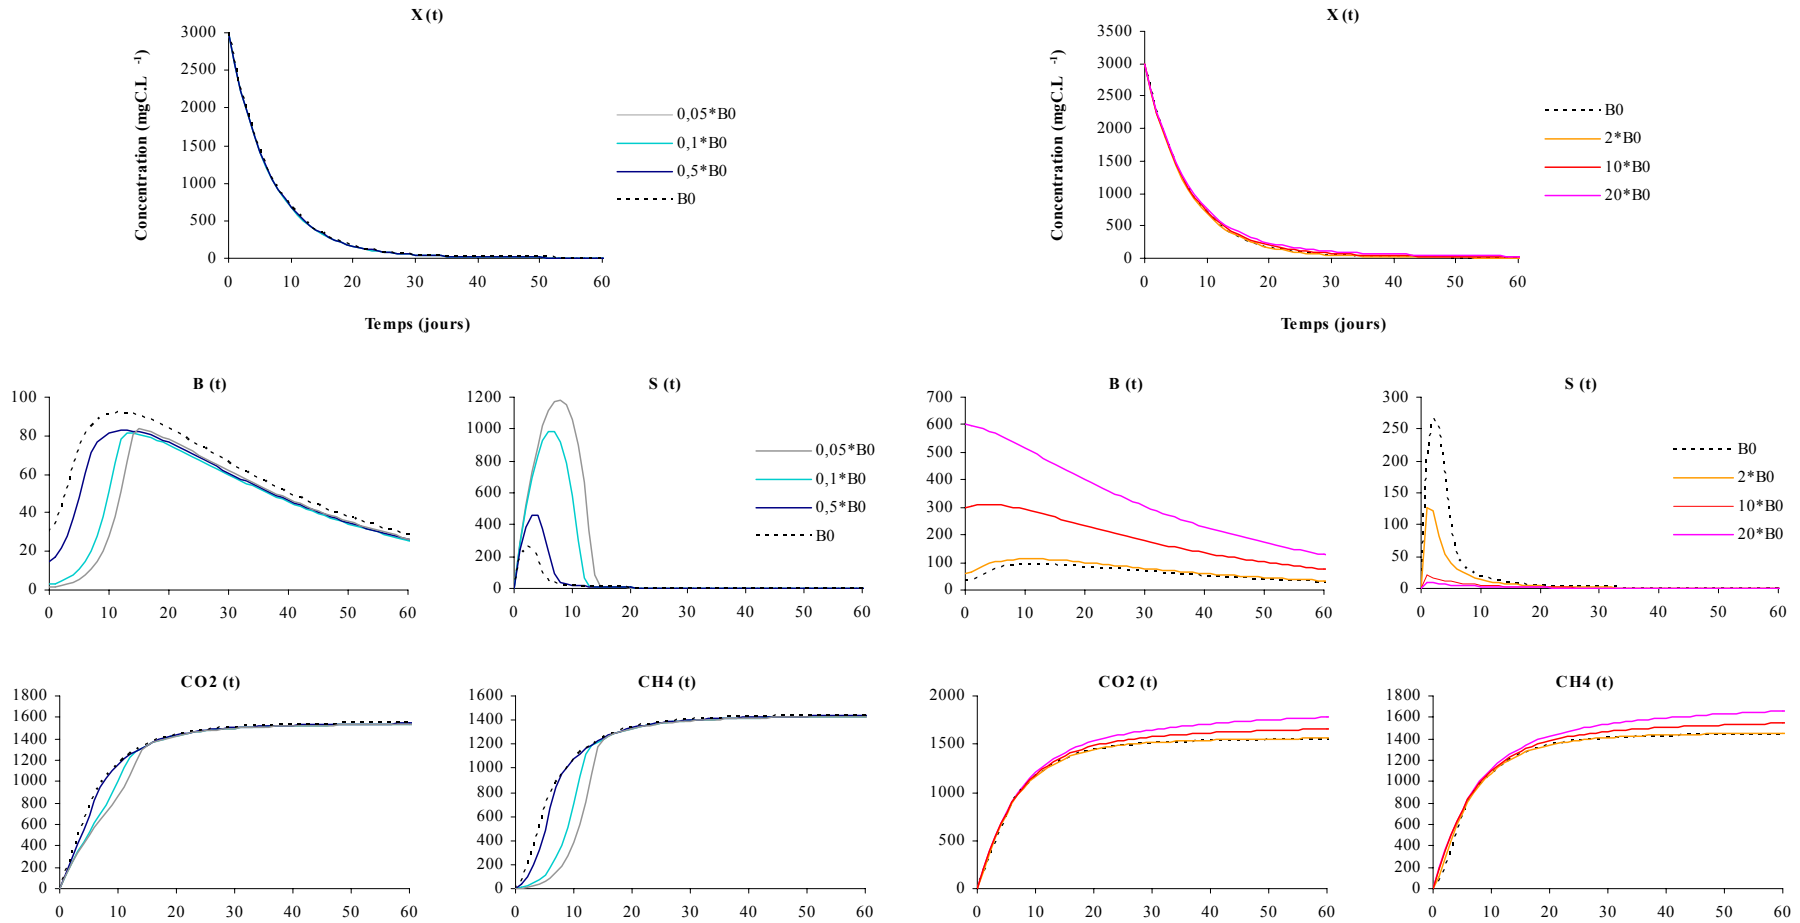 X (t)
Concentration (mgC.L -1)
3000
2500
2000
1500
1000
500
0
0 10 20 30 40 50 60
Temps (jours)
0,05*B0
0,1*B0
0,5*B0
B0
X (t)
Concentration (mgC.L -1)
3500
3000
2500
2000
1500
1000
500
0
0 10 20 30 40 50 60
Temps (jours)
B0
2*B0
10*B0
20*B0
B (t)
100
80
60
40
20
0
0 10 20 30 40 50 60
S (t)
1200
1000
800
600
400
200
0
0 10 20 30 40 50 60
0,05*B0
0,1*B0
0,5*B0
B0
B (t)
700
600
500
400
300
200
100
0
0 10 20 30 40 50 60
S (t)
300
250
200
150
100
50
0
0 10 20 30 40 50 60
B0
2*B0
10*B0
20*B0
CO2 (t)
1800
1600
1400
1200
1000
800
600
400
200
0
0 10 20 30 40 50 60
CH4 (t)
1600
1400
1200
1000
800
600
400
200
0
0 10 20 30 40 50 60
CO2 (t)
2000
1500
1000
500
0
0 10 20 30 40 50 60
CH4 (t)
1800
1600
1400
1200
1000
800
600
400
200
0
0 10 20 30 40 50 60